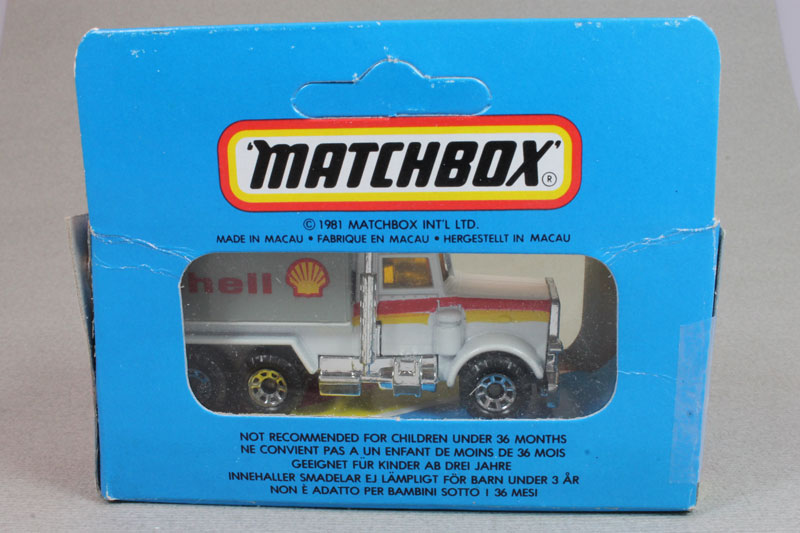 'MATCHBOX'®
© 1981 MATCHBOX INT'L LTD.
MADE IN MACAU • FABRIQUE EN MACAU • HERGESTELLT IN MACAU
hell
NOT RECOMMENDED FOR CHILDREN UNDER 36 MONTHS
NE CONVIENT PAS A UN ENFANT DE MOINS DE 36 MOIS
GEEIGNET FÜR KINDER AB DREI JAHRE
INNEHALLER SMADELAR EJ LÄMPLIGT FÖR BARN UNDER 3 ÅR
NON È ADATTO PER BAMBINI SOTTO I 36 MESI